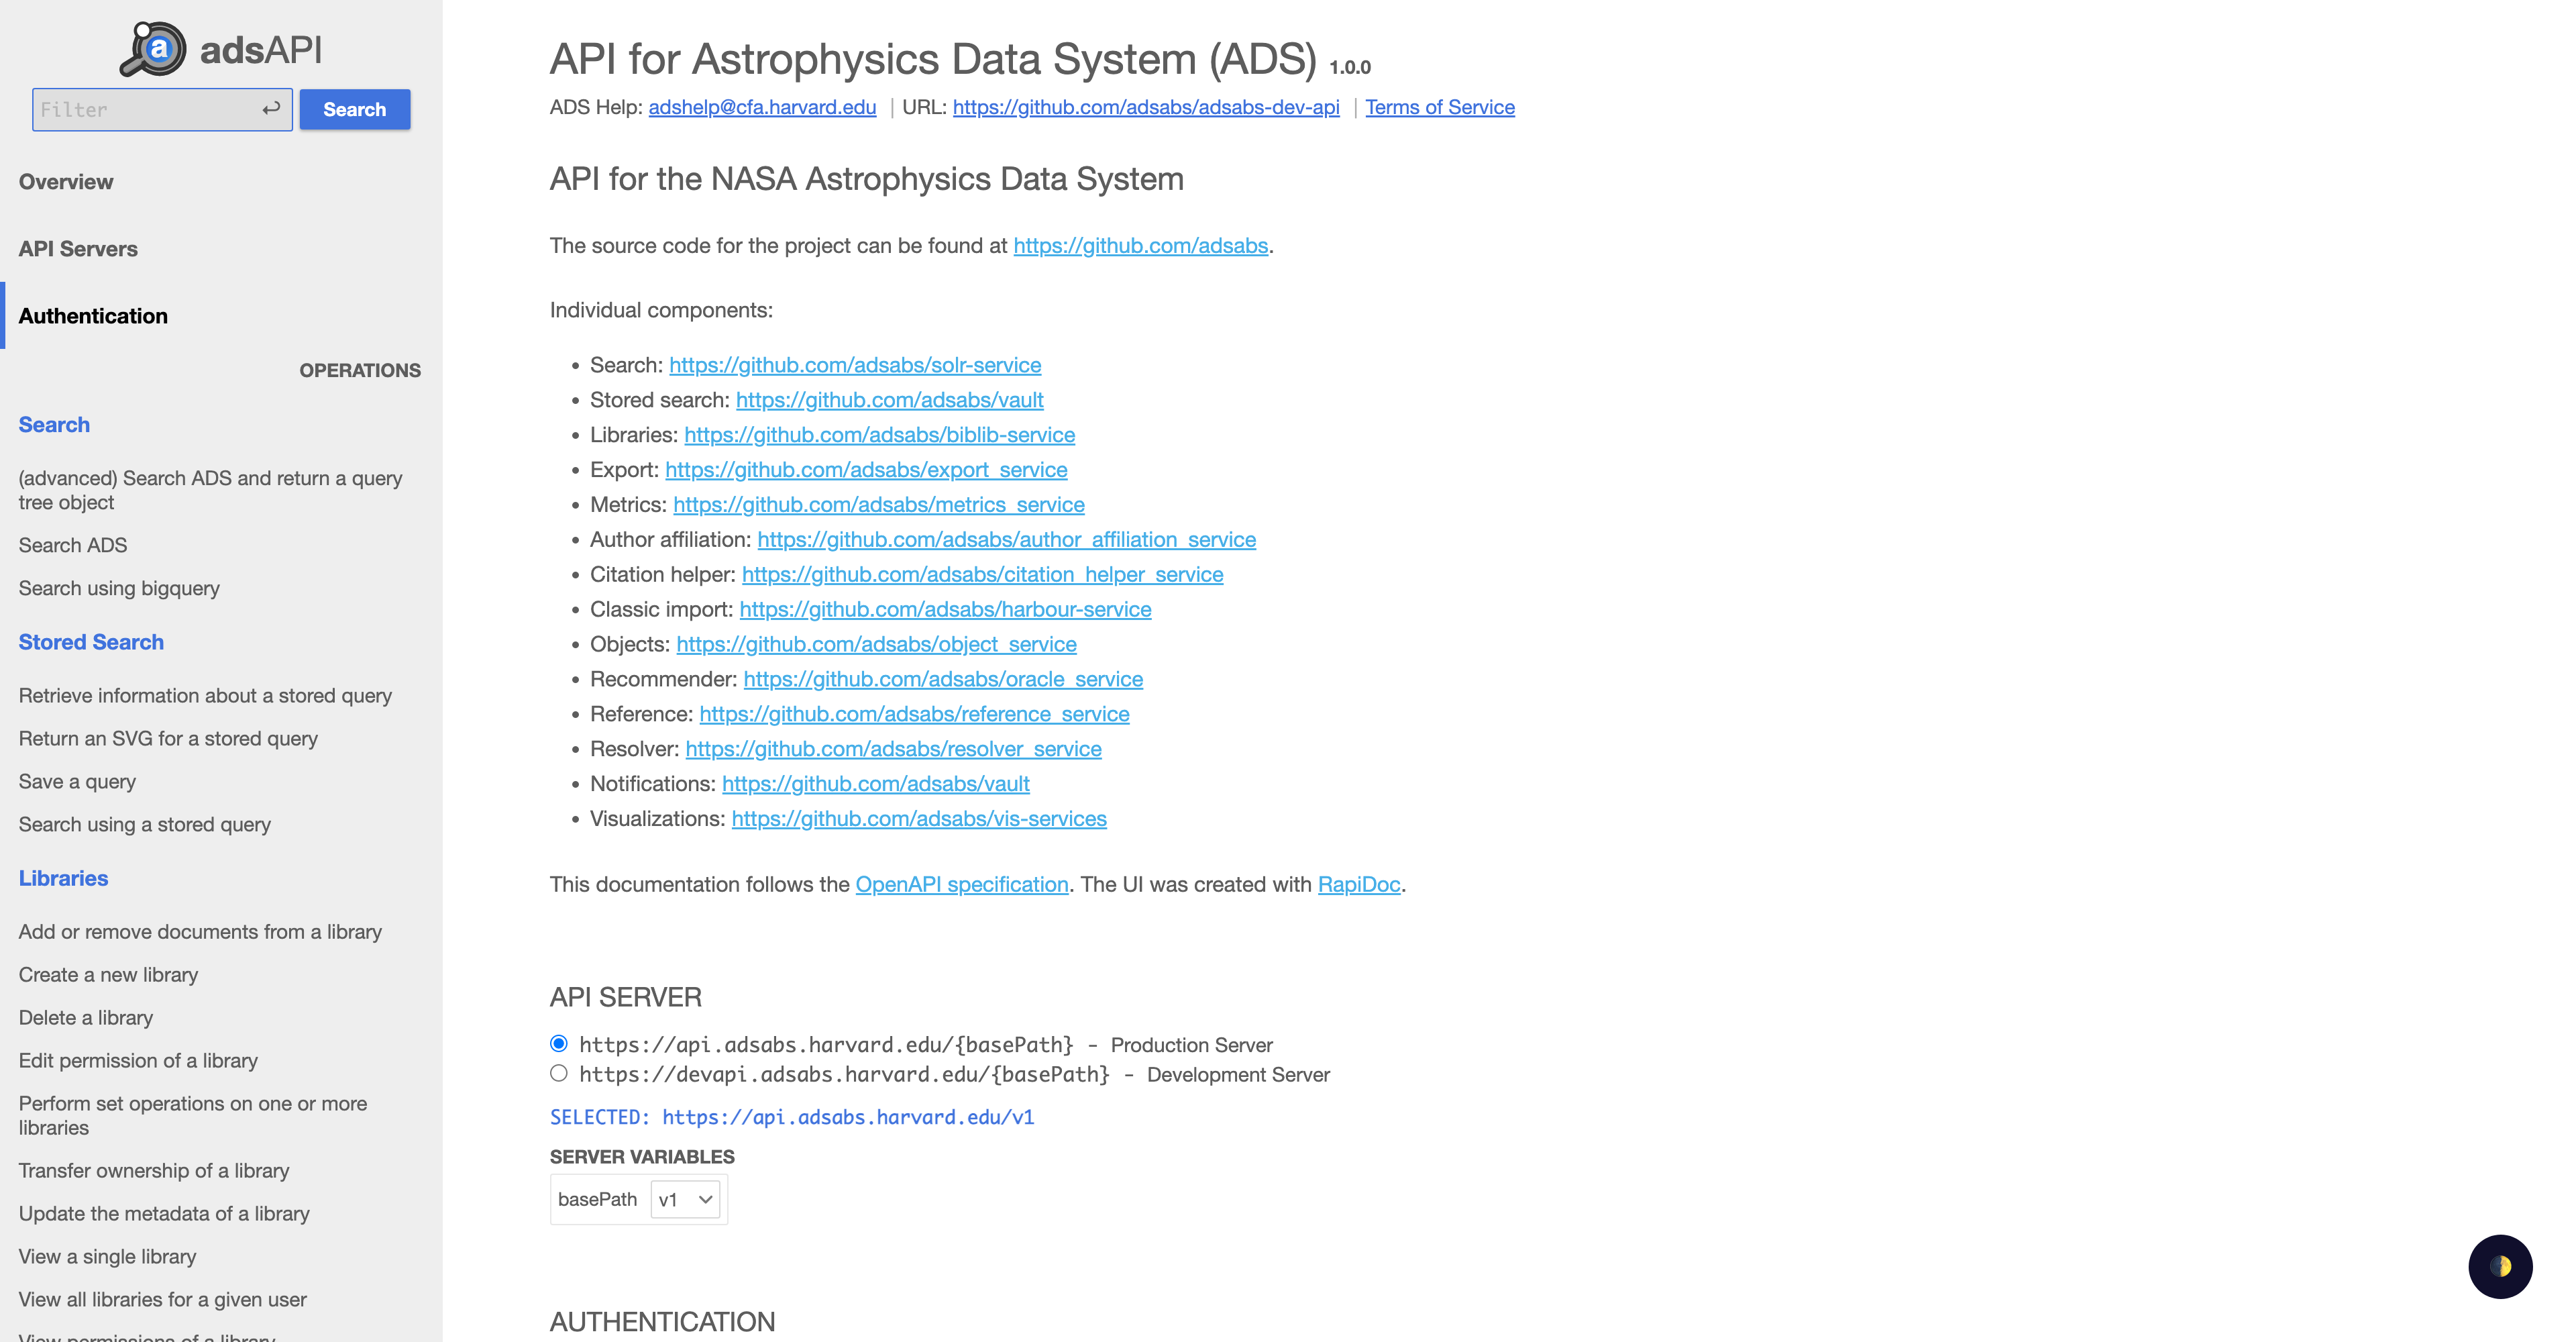 adsAPI
Filter
Search
Overview
API Servers
Authentication
OPERATIONS
Search
(advanced) Search ADS and return a query
tree object
Search ADS
Search using bigquery
Stored Search
Retrieve information about a stored query
Return an SVG for a stored query
Save a query
Search using a stored query
Libraries
Add or remove documents from a library
Create a new library
Delete a library
Edit permission of a library
Perform set operations on one or more
libraries
Transfer ownership of a library
Update the metadata of a library
View a single library
View all libraries for a given user
View permissions of a library
API for Astrophysics Data System (ADS) 1.0.0
ADS Help: adshelp@cfa.harvard.edu | URL: https://github.com/adsabs/adsabs-dev-api | Terms of Service
API for the NASA Astrophysics Data System
The source code for the project can be found at https://github.com/adsabs.
Individual components:
• Search: https://github.com/adsabs/solr-service
• Stored search: https://github.com/adsabs/vault
• Libraries: https://github.com/adsabs/biblib-service
• Export: https://github.com/adsabs/export_service
• Metrics: https://github.com/adsabs/metrics_service
• Author affiliation: https://github.com/adsabs/author_affiliation_service
• Citation helper: https://github.com/adsabs/citation_helper_service
• Classic import: https://github.com/adsabs/harbour-service
• Objects: https://github.com/adsabs/object_service
• Recommender: https://github.com/adsabs/oracle_service
• Reference: https://github.com/adsabs/reference_service
• Resolver: https://github.com/adsabs/resolver_service
• Notifications: https://github.com/adsabs/vault
• Visualizations: https://github.com/adsabs/vis-services
This documentation follows the OpenAPI specification. The UI was created with RapiDoc.
API SERVER
https://api.adsabs.harvard.edu/{basePath} - Production Server
https://devapi.adsabs.harvard.edu/{basePath} - Development Server
SELECTED: https://api.adsabs.harvard.edu/v1
SERVER VARIABLES
basePath v1
AUTHENTICATION